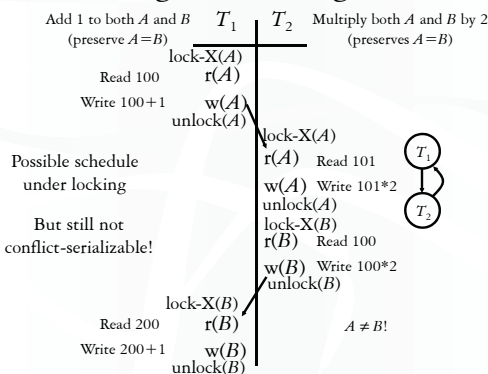 Add 1 to both A and B T₁ T₂ Multiply both A and B by 2
(preserve A=B) (preserves A=B)
lock-X(A)
Read 100 r(A)
Write 100+1 w(A)
unlock(A)
lock-X(A)
r(A) Read 101
w(A) Write 101*2
unlock(A)
lock-X(B)
r(B) Read 100
w(B) Write 100*2
unlock(B)
Possible schedule
under locking
But still not
conflict-serializable!
T₁
T₂
lock-X(B)
Read 200 r(B) A ≠ B!
Write 200+1 w(B)
unlock(B)